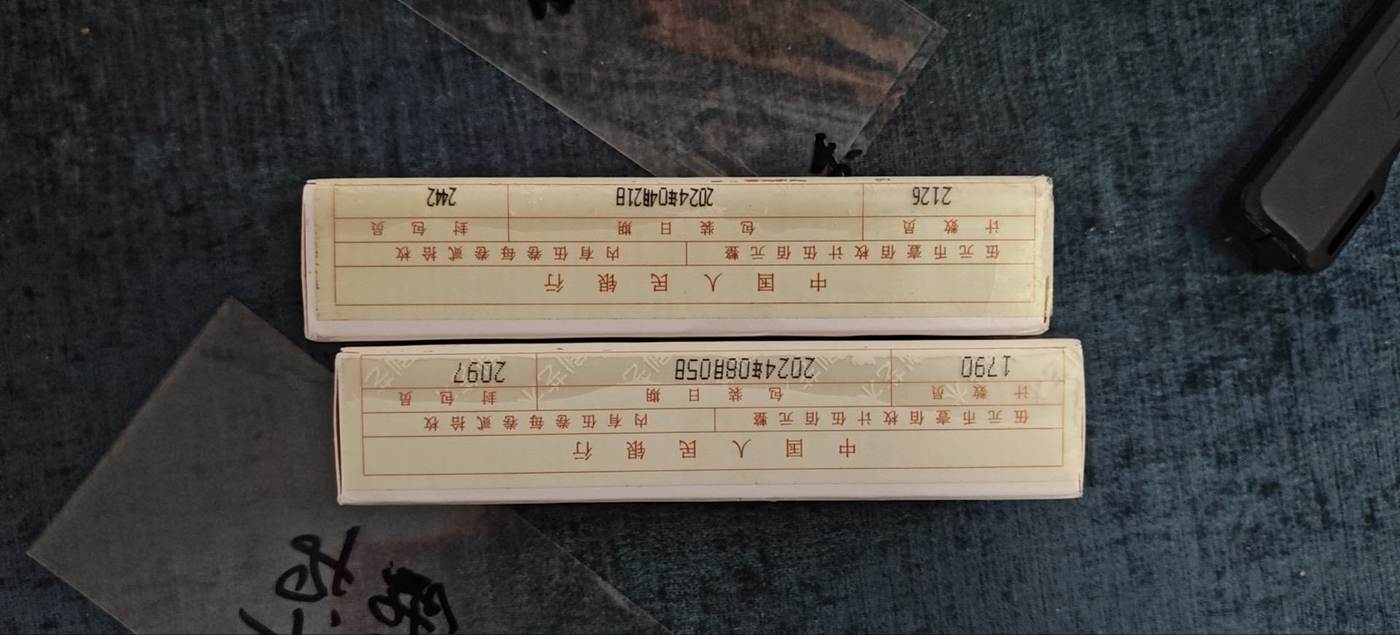 中国人民银行
伍元币壹佰枚计伍佰元整 内有伍卷每卷贰拾枚
计数员 包装日期 封包员
1790 2024年08月05日 2097
中国人民银行
伍元币壹佰枚计伍佰元整 内有伍卷每卷贰拾枚
计数员 包装日期 封包员
2126 2024年04月21日 2442